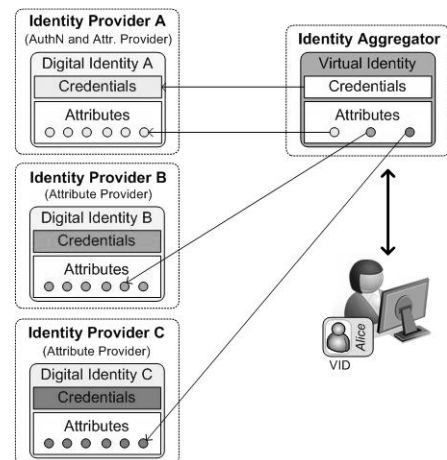 Identity Provider A
(AuthN and Attr. Provider)
Digital Identity A
Credentials
Attributes
Identity Provider B
(Attribute Provider)
Digital Identity B
Credentials
Attributes
Identity Provider C
(Attribute Provider)
Digital Identity C
Credentials
Attributes
Identity Aggregator
Virtual Identity
Credentials
Attributes
Alice
VID